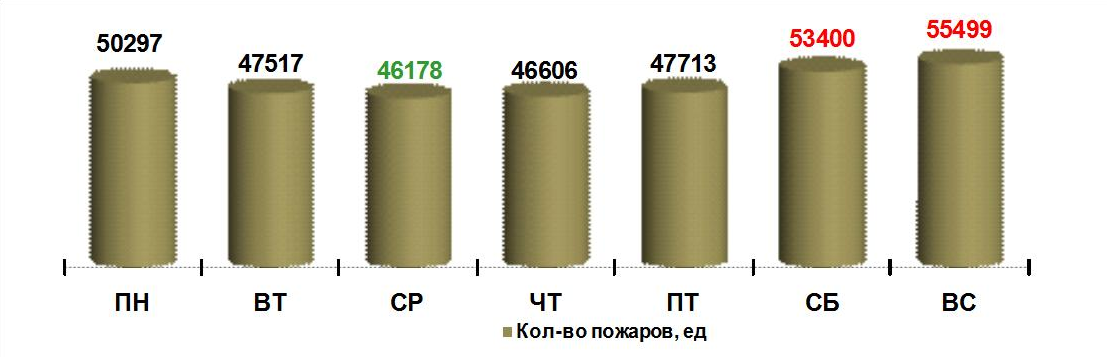 50297 47517 46178 46606 47713 53400 55499
ПН ВТ СР ЧТ ПТ СБ ВС
Кол-во пожаров, ед